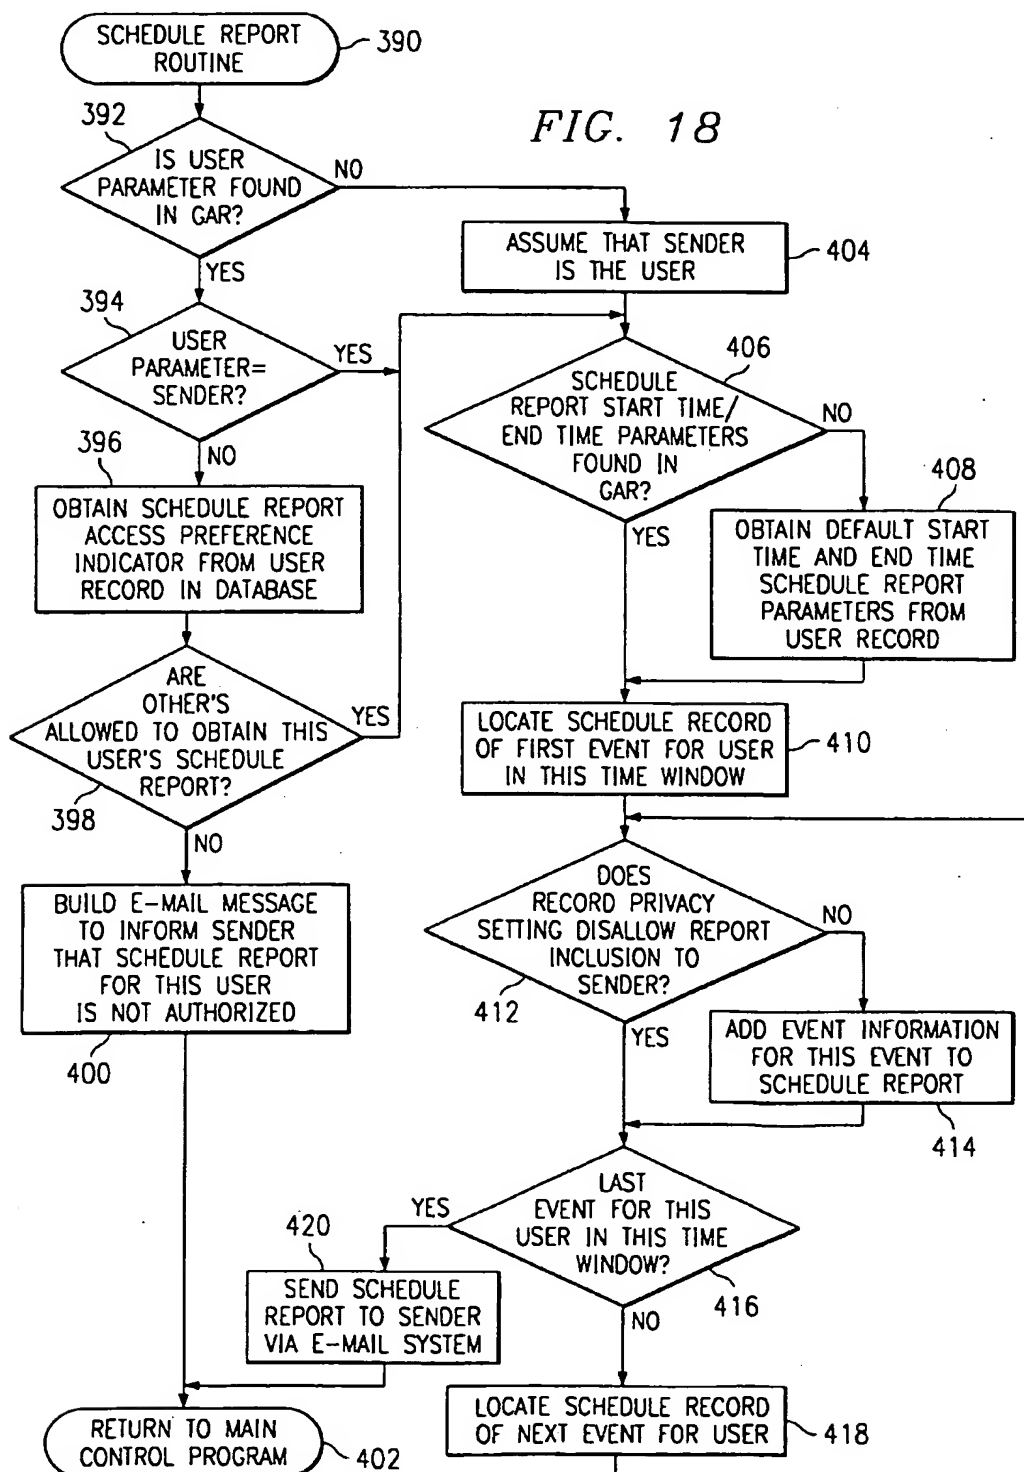 SCHEDULE REPORT
ROUTINE
390
FIG. 18
392
IS USER
PARAMETER FOUND
IN GAR?
NO
YES
ASSUME THAT SENDER
IS THE USER
404
394
USER
PARAMETER=
SENDER?
YES
NO
396
OBTAIN SCHEDULE REPORT
ACCESS PREFERENCE
INDICATOR FROM USER
RECORD IN DATABASE
ARE
OTHER'S
ALLOWED TO OBTAIN THIS
USER'S SCHEDULE
REPORT?
YES
398
NO
BUILD E-MAIL MESSAGE
TO INFORM SENDER
THAT SCHEDULE REPORT
FOR THIS USER
IS NOT AUTHORIZED
400
406
SCHEDULE
REPORT START TIME/
END TIME PARAMETERS
FOUND IN
GAR?
NO
YES
408
OBTAIN DEFAULT START
TIME AND END TIME
SCHEDULE REPORT
PARAMETERS FROM
USER RECORD
LOCATE SCHEDULE RECORD
OF FIRST EVENT FOR USER
IN THIS TIME WINDOW
410
DOES
RECORD PRIVACY
SETTING DISALLOW REPORT
INCLUSION TO
SENDER?
NO
412
YES
ADD EVENT INFORMATION
FOR THIS EVENT TO
SCHEDULE REPORT
414
LAST
EVENT FOR THIS
USER IN THIS TIME
WINDOW?
YES
416
NO
420
SEND SCHEDULE
REPORT TO SENDER
VIA E-MAIL SYSTEM
LOCATE SCHEDULE RECORD
OF NEXT EVENT FOR USER
418
RETURN TO MAIN
CONTROL PROGRAM
402